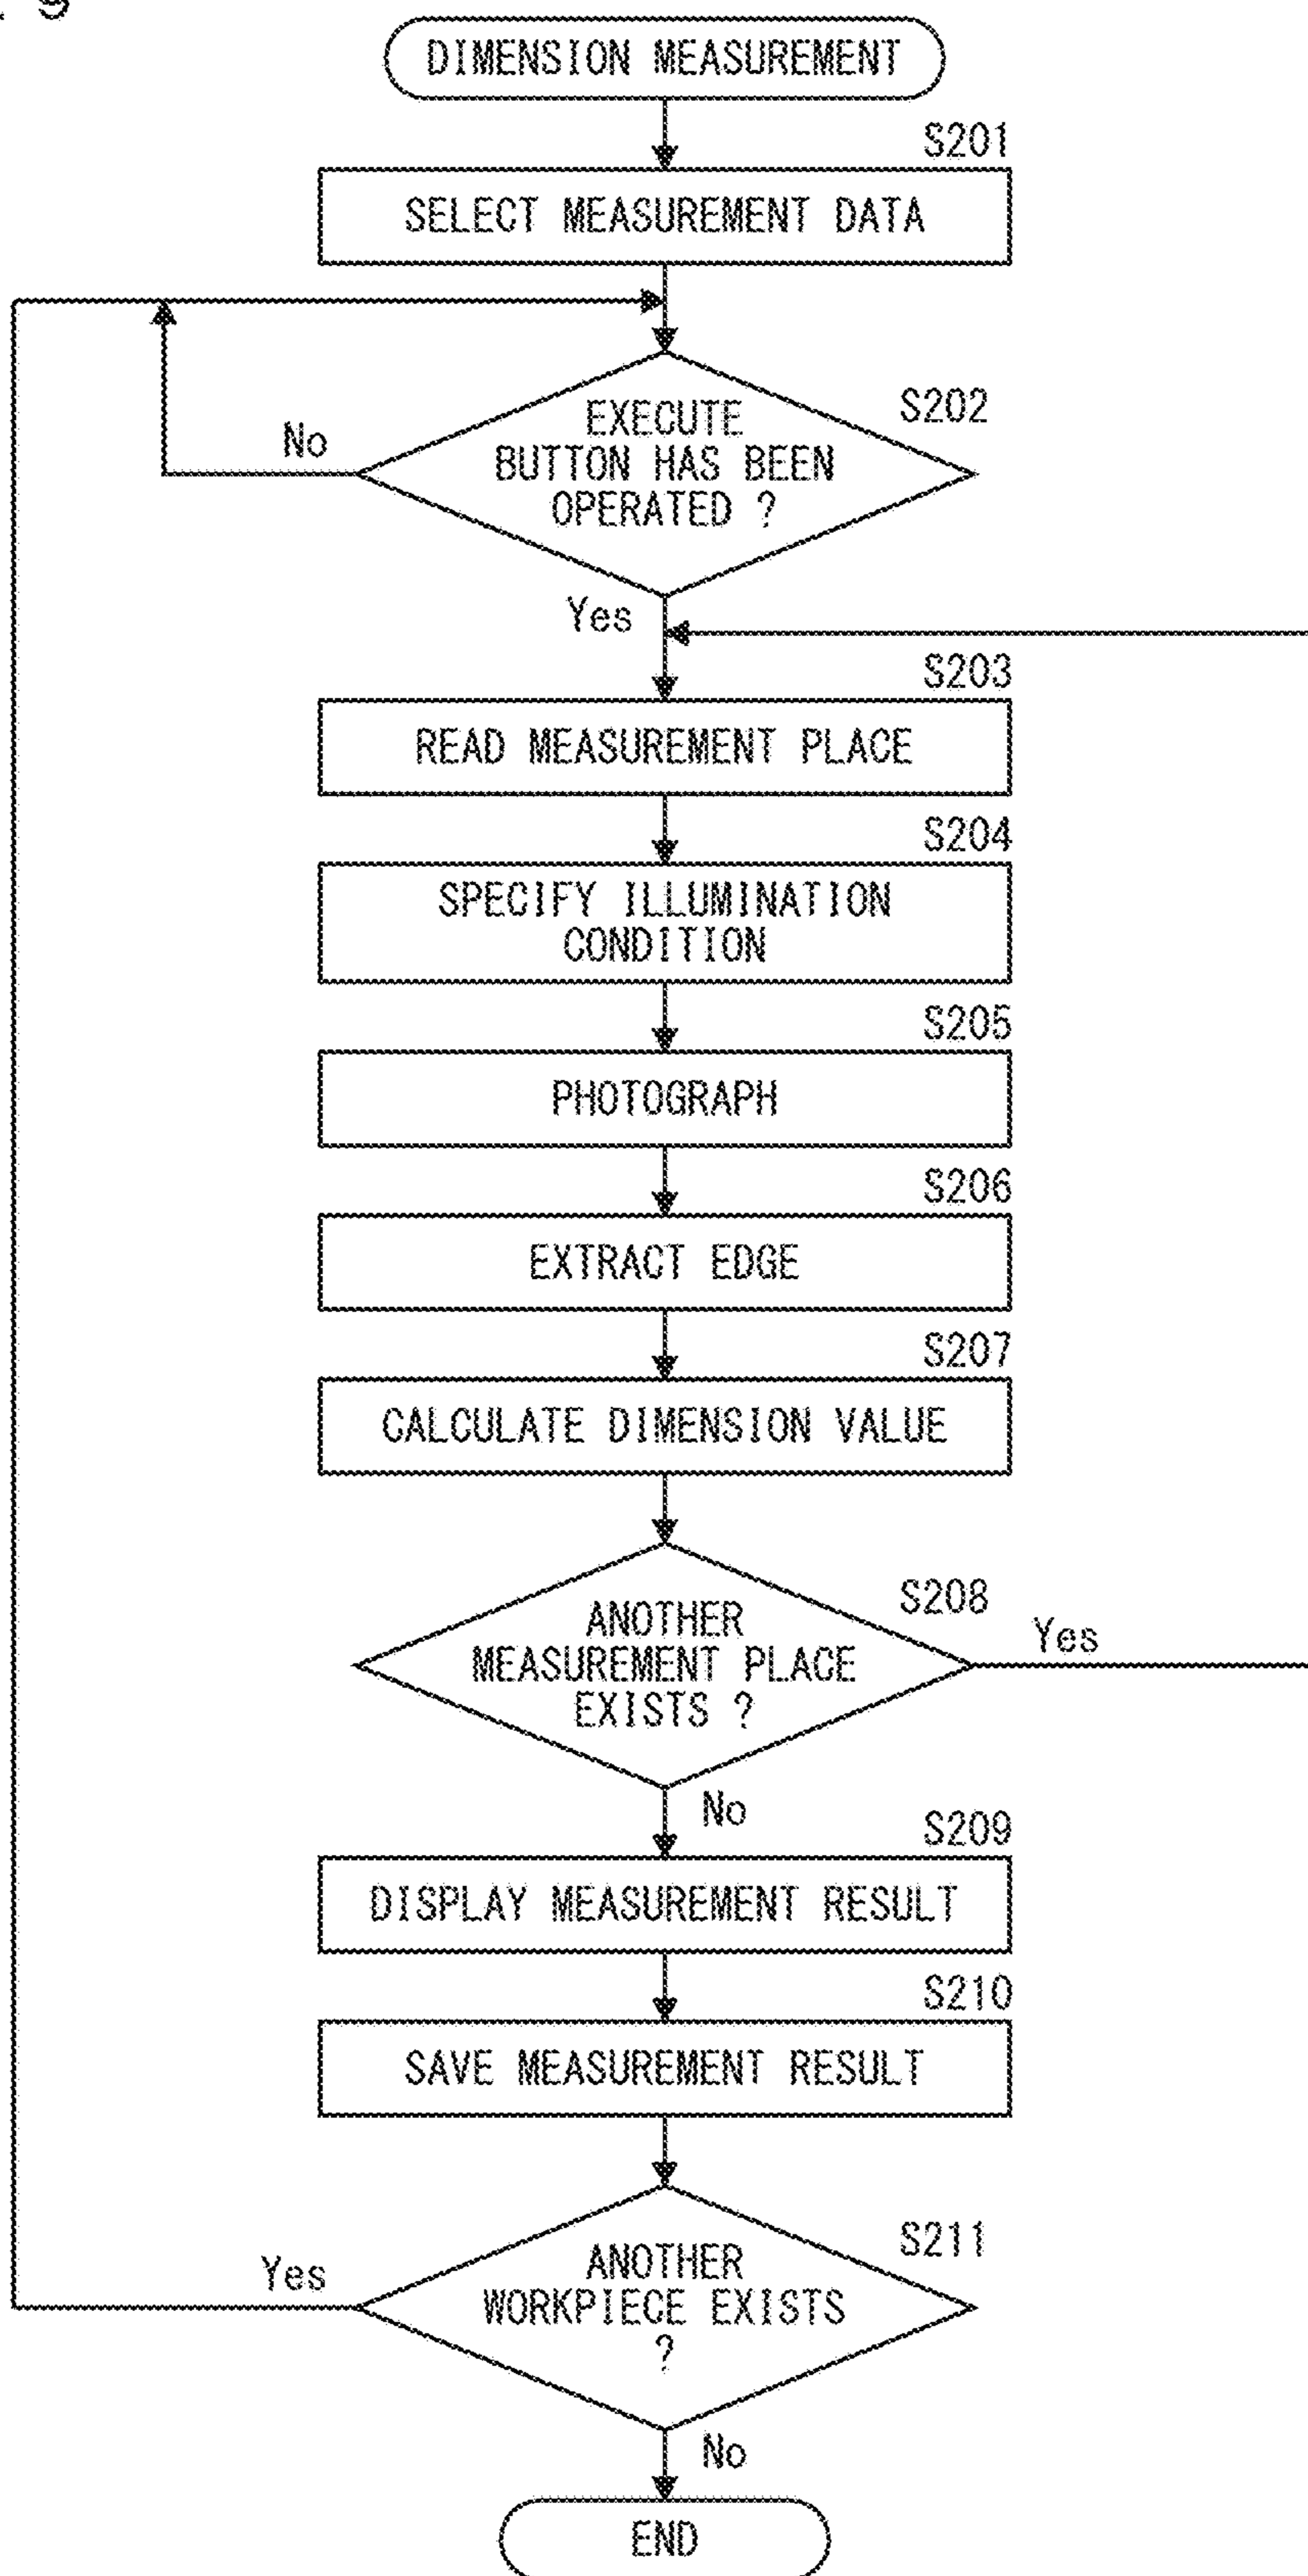 DIMENSION MEASUREMENT
S201
SELECT MEASUREMENT DATA
S202
EXECUTE
BUTTON HAS BEEN
OPERATED ?
No
Yes
S203
READ MEASUREMENT PLACE
S204
SPECIFY ILLUMINATION
CONDITION
S205
PHOTOGRAPH
S206
EXTRACT EDGE
S207
CALCULATE DIMENSION VALUE
S208
ANOTHER
MEASUREMENT PLACE
EXISTS ?
Yes
No
S209
DISPLAY MEASUREMENT RESULT
S210
SAVE MEASUREMENT RESULT
S211
ANOTHER
WORKPIECE EXISTS
?
Yes
No
END